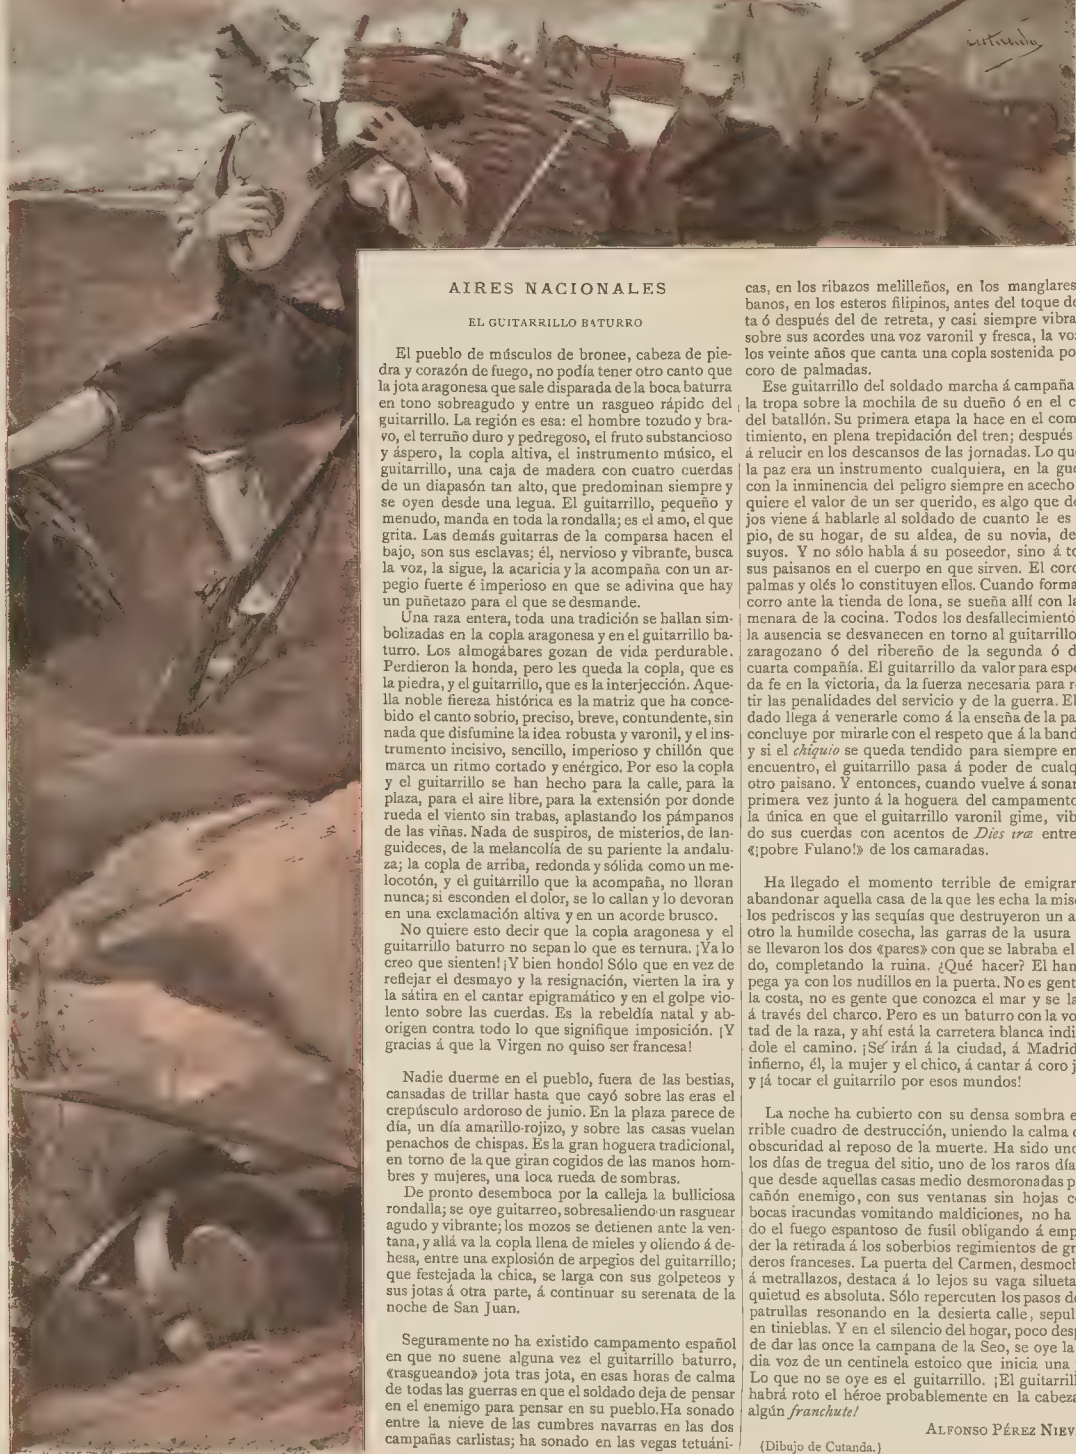 AIRES NACIONALES
EL GUITARRILLO BATURRO
El pueblo de músculos de bronce, cabeza de pie-
dra y corazón de fuego, no podía tener otro canto que
la jota aragonesa que sale disparada de la boca baturra
en tono sobreagudo y entre un rasgueo rápido del
guitarrillo. La región es esa: el hombre tozudo y bra-
vo, el terruño duro y pedregoso, el fruto substancioso
y áspero, la copla altiva, el instrumento músico, el
guitarrillo, una caja de madera con cuatro cuerdas
de un diapasón tan alto, que predominan siempre y
se oyen desde una legua. El guitarrillo, pequeño y
menudo, manda en toda la rondalla; es el amo, el que
grita. Las demás guitarras de la comparsa hacen el
bajo, son sus esclavas; él, nervioso y vibrante, busca
la voz, la sigue, la acaricia y la acompaña con un ar-
pegio fuerte é imperioso en que se adivina que hay
un puñetazo para el que se desmande.
Una raza entera, toda una tradición se hallan sim-
bolizadas en la copla aragonesa y en el guitarrillo ba-
turro. Los almogábares gozan de vida perdurable.
Perdieron la honda, pero les queda la copla, que es
la piedra, y el guitarrillo, que es la interjección. Aque-
lla noble fiereza histórica es la matriz que ha conce-
bido el canto sobrio, preciso, breve, contundente, sin
nada que disfumine la idea robusta y varonil, y el ins-
trumento incisivo, sencillo, imperioso y chillón que
marca un ritmo cortado y enérgico. Por eso la copla
y el guitarrillo se han hecho para la calle, para la
plaza, para el aire libre, para la extensión por donde
rueda el viento sin trabas, aplastando los pámpanos
de las viñas. Nada de suspiros, de misterios, de lan-
guideces, de la melancolía de su pariente la andalu-
za; la copla de arriba, redonda y sólida como un me-
locotón, y el guitarrillo que la acompaña, no lloran
nunca; si esconden el dolor, se lo callan y lo devoran
en una exclamación altiva y en un acorde brusco.
No quiere esto decir que la copla aragonesa y el
guitarrillo baturro no sepan lo que es ternura. ¡Ya lo
creo que sienten! ¡Y bien hondo! Sólo que en vez de
reflejar el desmayo y la resignación, vierten la ira y
la sátira en el cantar epigramático y en el golpe vio-
lento sobre las cuerdas. Es la rebeldía natal y ab-
origen contra todo lo que signifique imposición. ¡Y
gracias á que la Virgen no quiso ser francesa!
Nadie duerme en el pueblo, fuera de las bestias,
cansadas de trillar hasta que cayó sobre las eras el
crepúsculo ardoroso de junio. En la plaza parece de
día, un día amarillo-rojizo, y sobre las casas vuelan
penachos de chispas. Es la gran hoguera tradicional,
en torno de la que giran cogidos de las manos hom-
bres y mujeres, una loca rueda de sombras.
De pronto desemboca por la calleja la bulliciosa
rondalla; se oye guitarreo, sobresaliendo un rasguear
agudo y vibrante; los mozos se detienen ante la ven-
tana, y allá va la copla llena de mieles y oliendo á de-
hesa, entre una explosión de arpegios del guitarrillo;
que festejada la chica, se larga con sus golpeteos y
sus jotas á otra parte, á continuar su serenata de la
noche de San Juan.
Seguramente no ha existido campamento español
en que no suene alguna vez el guitarrillo baturro,
«rasgueando» jota tras jota, en esas horas de calma
de todas las guerras en que el soldado deja de pensar
en el enemigo para pensar en su pueblo. Ha sonado
entre la nieve de las cumbres navarras en las dos
campañas carlistas; ha sonado en las vegas tetuáni-
cas, en los ribazos melilleños, en los manglares
banos, en los esteros filipinos, antes del toque de
ta ó después del de retreta, y casi siempre vibra
sobre sus acordes una voz varonil y fresca, la voz
los veinte años que canta una copla sostenida po
coro de palmadas.
Ese guitarrillo del soldado marcha á campaña
la tropa sobre la mochila de su dueño ó en el c
del batallón. Su primera etapa la hace en el com
timiento, en plena trepidación del tren; después
á relucir en los descansos de las jornadas. Lo que
la paz era un instrumento cualquiera, en la gue
con la inminencia del peligro siempre en acecho
quiere el valor de un ser querido, es algo que de
jos viene á hablarle al soldado de cuanto le es
pio, de su hogar, de su aldea, de su novia, de
suyos. Y no sólo habla á su poseedor, sino á to
sus paisanos en el cuerpo en que sirven. El coro
palmas y olés lo constituyen ellos. Cuando forma
corro ante la tienda de lona, se sueña allí con la
menara de la cocina. Todos los desfallecimiento
la ausencia se desvanecen en torno al guitarrillo
zaragozano ó del ribereño de la segunda ó d
cuarta compañía. El guitarrillo da valor para espe
da fe en la victoria, da la fuerza necesaria para r
tir las penalidades del servicio y de la guerra. El
dado llega á venerarle como á la enseña de la pa
concluye por mirarle con el respeto que á la band
y si el chiquio se queda tendido para siempre en
encuentro, el guitarrillo pasa á poder de cualq
otro paisano. Y entonces, cuando vuelve á sonar
primera vez junto á la hoguera del campamento
la única en que el guitarrillo varonil gime, vib
do sus cuerdas con acentos de Dies iræ entre
«¡pobre Fulano!» de los camaradas.
Ha llegado el momento terrible de emigrar
abandonar aquella casa de la que les echa la mise
los pedriscos y las sequías que destruyeron un a
otro la humilde cosecha, las garras de la usura
se llevaron los dos «pares» con que se labraba el
do, completando la ruina. ¿Qué hacer? El ham
pega ya con los nudillos en la puerta. No es gent
la costa, no es gente que conozca el mar y se la
á través del charco. Pero es un baturro con la vo
tad de la raza, y ahí está la carretera blanca indi
dole el camino. ¡Se irán á la ciudad, á Madrid
infierno, él, la mujer y el chico, á cantar á coro j
y ¡á tocar el guitarrilo por esos mundos!
La noche ha cubierto con su densa sombra e
rrible cuadro de destrucción, uniendo la calma d
obscuridad al reposo de la muerte. Ha sido uno
los días de tregua del sitio, uno de los raros día
que desde aquellas casas medio desmoronadas p
cañón enemigo, con sus ventanas sin hojas c
bocas iracundas vomitando maldiciones, no ha
do el fuego espantoso de fusil obligando á emp
der la retirada á los soberbios regimientos de gr
deros franceses. La puerta del Carmen, desmoch
á metrallazos, destaca á lo lejos su vaga silueta
quietud es absoluta. Sólo repercuten los pasos de
patrullas resonando en la desierta calle, sepul
en tinieblas. Y en el silencio del hogar, poco desp
de dar las once la campana de la Seo, se oye la
dia voz de un centinela estoico que inicia una
Lo que no se oye es el guitarrillo. ¡El guitarrill
habrá roto el héroe probablemente en la cabeza
algún franchute!
ALFONSO PÉREZ NIEV
(Dibujo de Cutanda.)